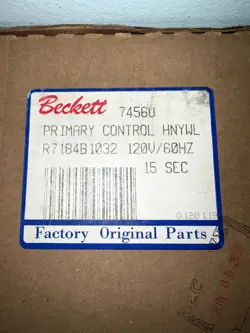 Beckett 7456U
PRIMARY CONTROL HNYWL
R7184B1032 120V/60HZ
15 SEC
Factory Original Parts